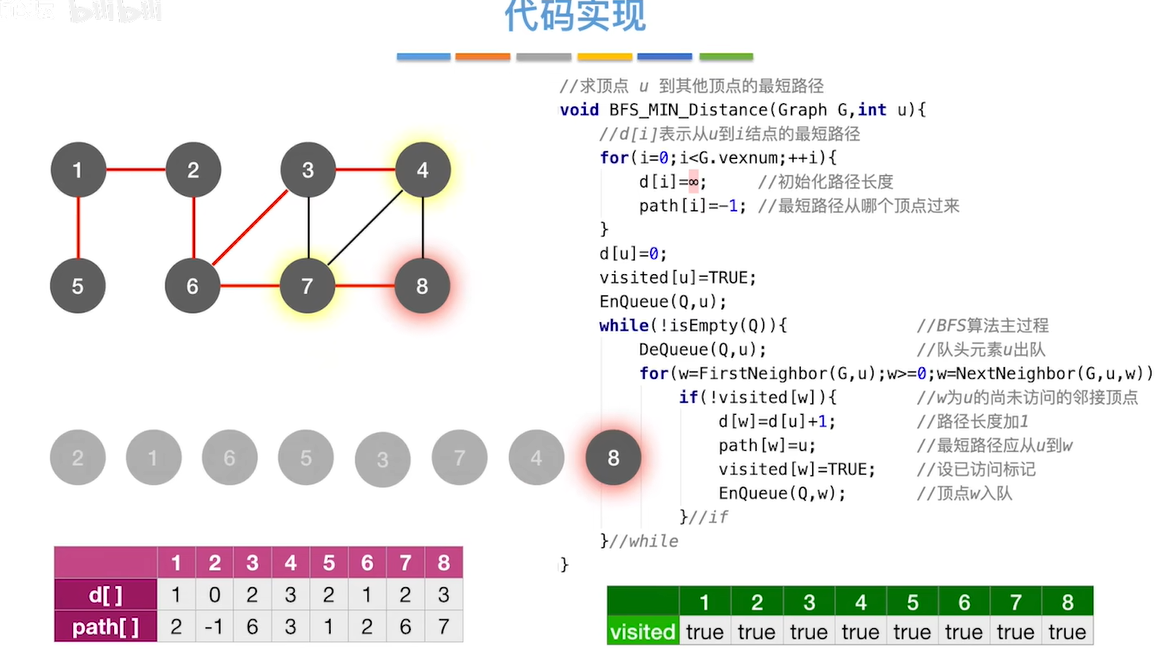 bilibili
代码实现
//求顶点 u 到其他顶点的最短路径
void BFS_MIN_Distance(Graph G,int u){
//d[i]表示从u到i结点的最短路径
for(i=0;i<G.vexnum;++i){
d[i]=∞; //初始化路径长度
path[i]=-1; //最短路径从哪个顶点过来
}
d[u]=0;
visited[u]=TRUE;
EnQueue(Q,u);
while(!isEmpty(Q)){ //BFS算法主过程
DeQueue(Q,u); //队头元素u出队
for(w=FirstNeighbor(G,u);w>=0;w=NextNeighbor(G,u,w))
if(!visited[w]){ //w为u的尚未访问的邻接顶点
d[w]=d[u]+1; //路径长度加1
path[w]=u; //最短路径应从u到w
visited[w]=TRUE; //设已访问标记
EnQueue(Q,w); //顶点w入队
}//if
}//while
}
1 2 3 4
5 6 7 8
2 1 6 5 3 7 4 8
1 2 3 4 5 6 7 8
d[ ] 1 0 2 3 2 1 2 3
path[ ] 2 -1 6 3 1 2 6 7
1 2 3 4 5 6 7 8
visited true true true true true true true true